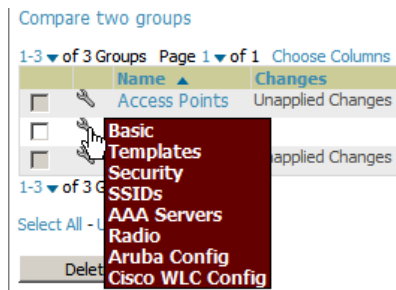 Compare two groups
1-3 of 3 Groups Page 1 of 1 Choose Columns
Name Changes
Access Points Unapplied Changes
Basic
Templates
Security
SSIDs
AAA Servers
Radio
Aruba Config
Cisco WLC Config
Changes
1-3 of 3
Select All -
Delet